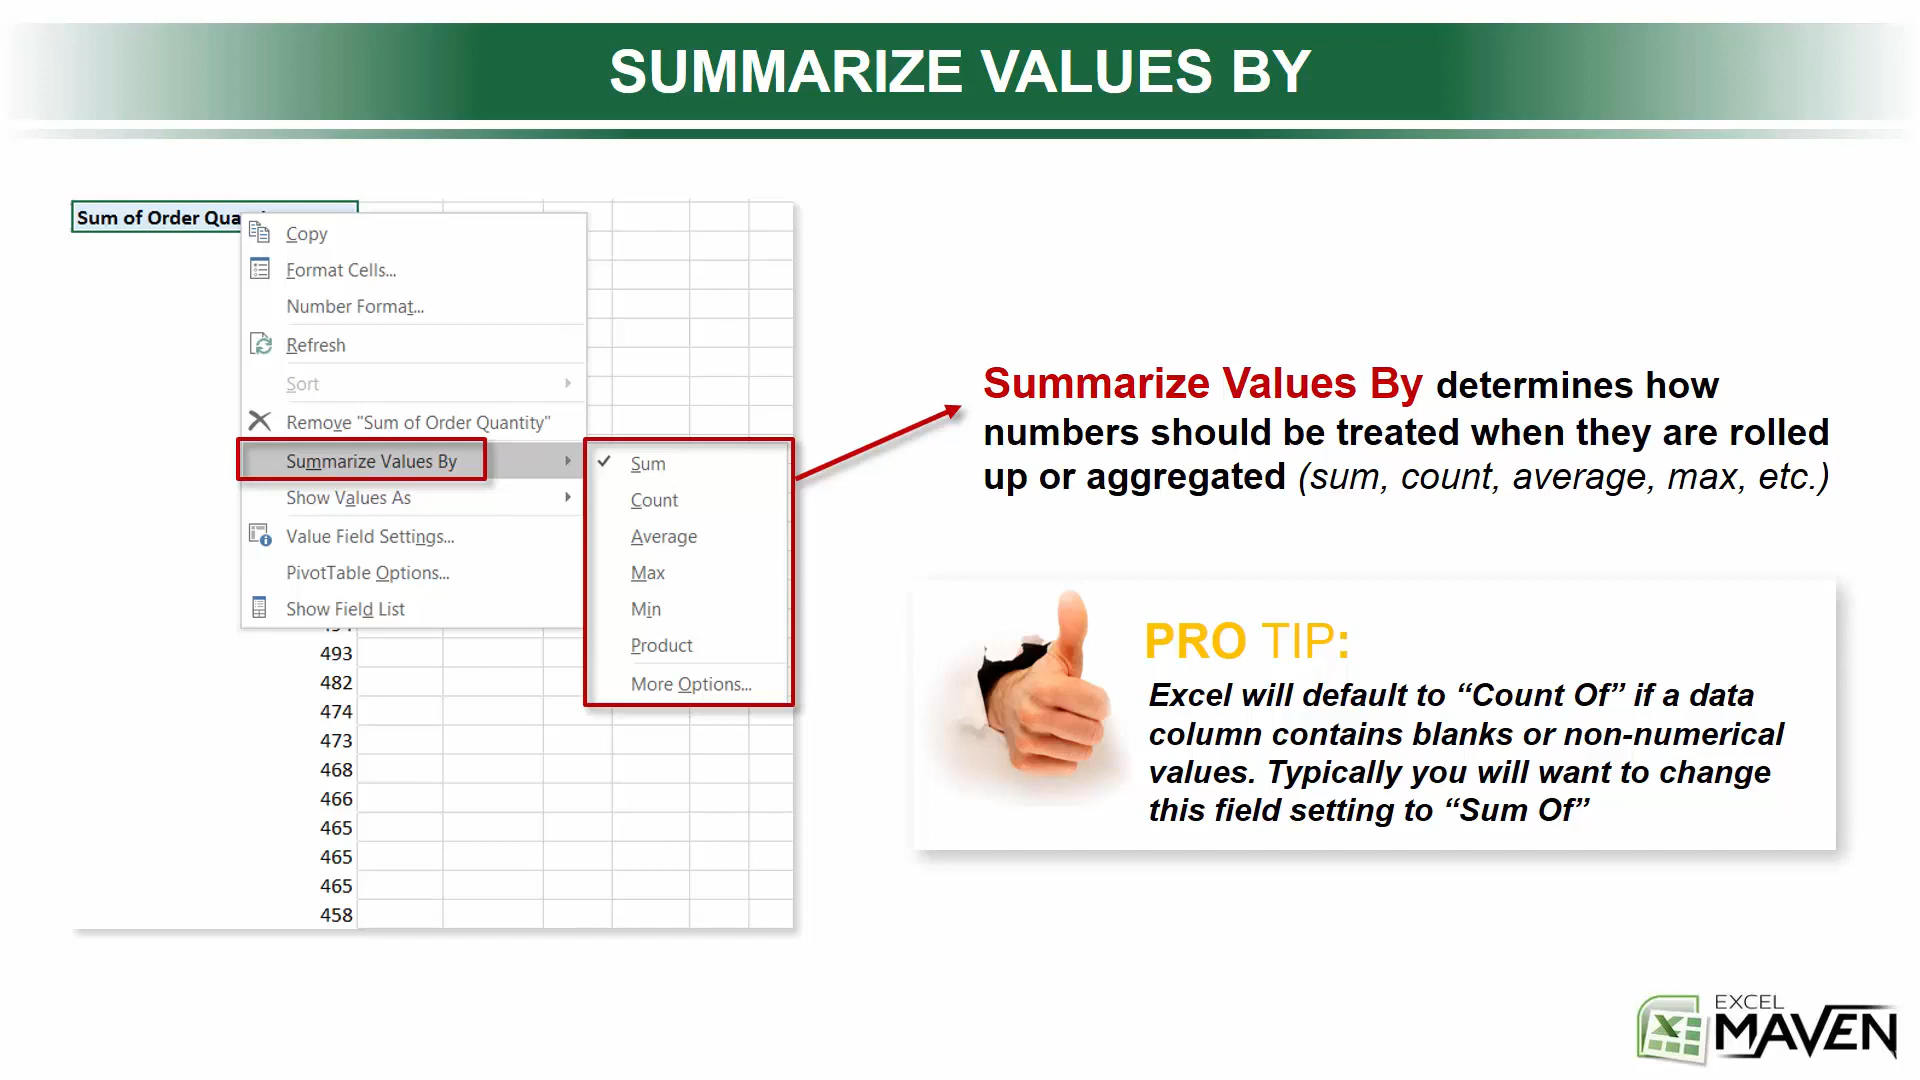 SUMMARIZE VALUES BY
Sum of Order Qua
Copy
Format Cells...
Number Format...
Refresh
Sort
Remove "Sum of Order Quantity"
Summarize Values By
Show Values As
Value Field Settings...
PivotTable Options...
Show Field List
Sum
Count
Average
Max
Min
Product
More Options...
493
482
474
473
468
466
465
465
465
458
Summarize Values By determines how
numbers should be treated when they are rolled
up or aggregated (sum, count, average, max, etc.)
PRO TIP:
Excel will default to “Count Of” if a data
column contains blanks or non-numerical
values. Typically you will want to change
this field setting to “Sum Of”
EXCEL
MAVEN